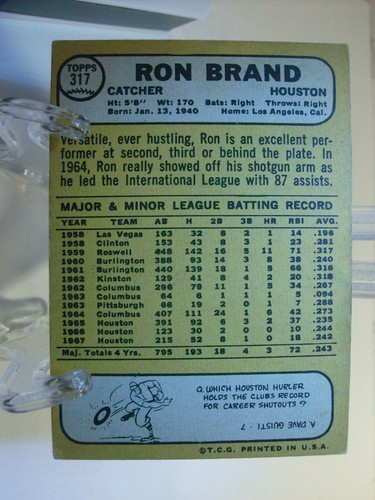 TOPPS
317
RON BRAND
CATCHER HOUSTON
Ht: 5'8" Wt: 170 Bats: Right Throws: Right
Born: Jan. 13, 1940 Home: Los Angeles, Cal.
Versatile, ever hustling, Ron is an excellent per-
former at second, third or behind the plate. In
1964, Ron really showed off his shotgun arm as
he led the International League with 87 assists.
MAJOR & MINOR LEAGUE BATTING RECORD
YEAR TEAM AB H 2B 3B HR RBI AVG.
1958 Las Vegas 163 32 8 2 1 14 .196
1958 Clinton 153 43 8 3 1 23 .281
1959 Roswell 448 142 16 5 11 71 .317
1960 Burlington 388 93 14 3 8 38 .240
1961 Burlington 440 139 18 1 5 66 .316
1962 Kinston 129 41 8 4 2 20 .318
1962 Columbus 296 79 11 1 5 34 .267
1963 Columbus 64 6 1 1 1 5 .094
1963 Pittsburgh 66 19 2 0 1 7 .288
1964 Columbus 407 111 24 1 6 42 .273
1965 Houston 391 92 6 3 2 37 .235
1966 Houston 123 30 2 0 0 10 .244
1967 Houston 215 52 8 1 0 18 .242
Maj. Totals 4 Yrs. 795 193 18 4 3 72 .243
Q. WHICH HOUSTON HURLER
HOLDS THE CLUBS RECORD
FOR CAREER SHUTOUTS?
A. DAVE GIUSTI - 7
©T.C.G. PRINTED IN U.S.A.